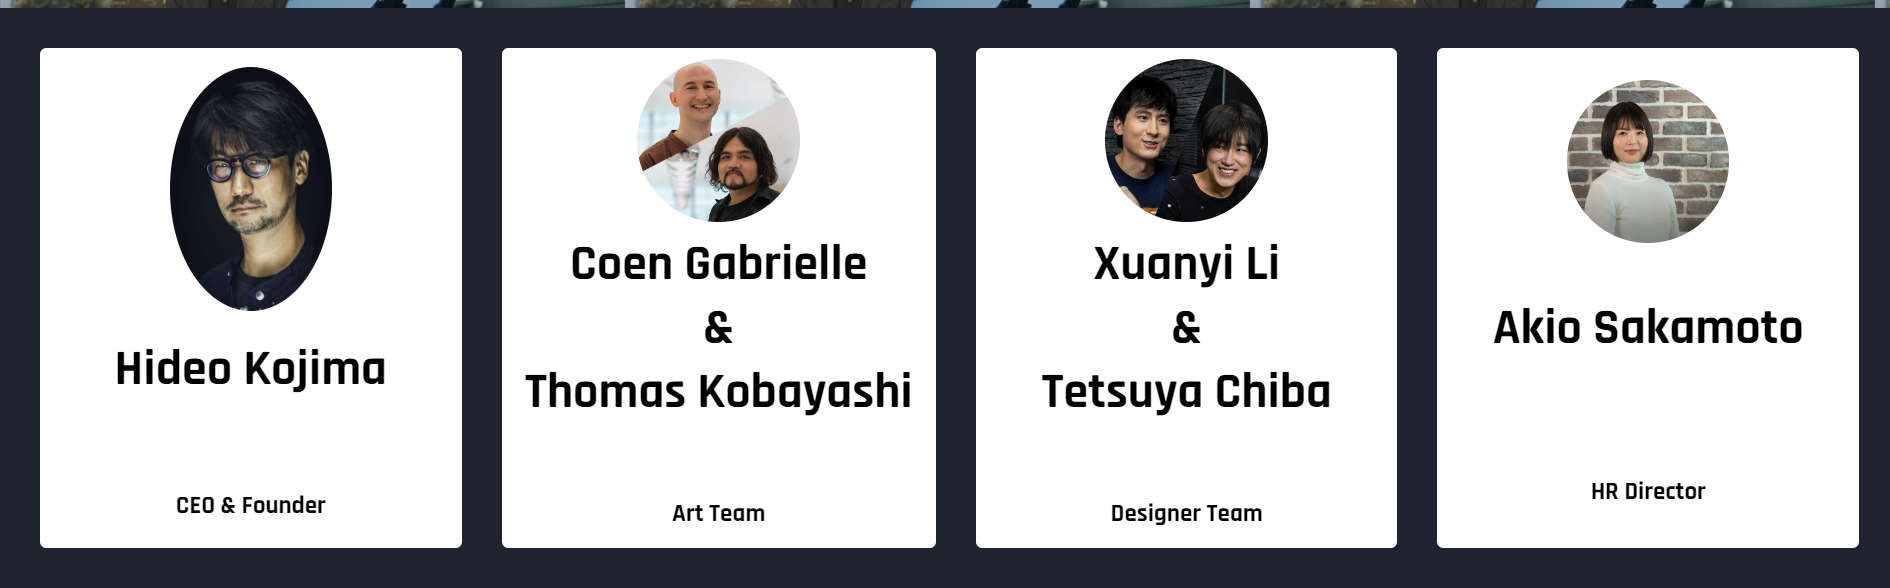 Hideo Kojima
CEO & Founder
Coen Gabrielle
&
Thomas Kobayashi
Art Team
Xuanyi Li
&
Tetsuya Chiba
Designer Team
Akio Sakamoto
HR Director